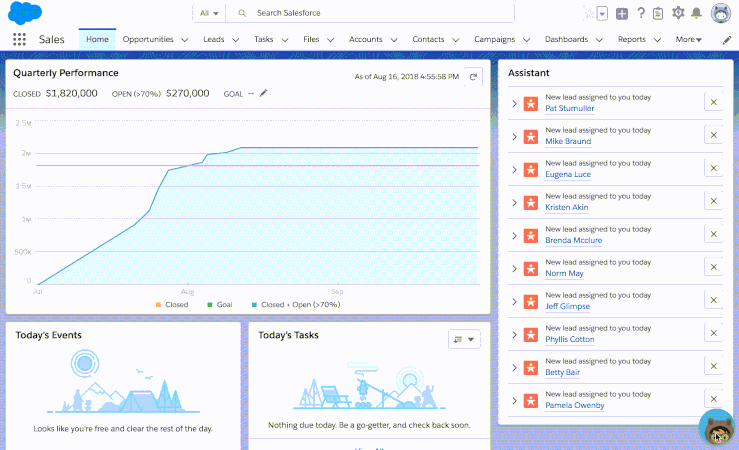 All
Search Salesforce
Sales
Home
Opportunities
Leads
Tasks
Files
Accounts
Contacts
Campaigns
Dashboards
Reports
More
Quarterly Performance
As of Aug 16, 2018 4:55:58 PM
CLOSED $1,820,000 OPEN (>70%) $270,000 GOAL --
2.5M
2M
1.5M
1M
500K
0
Jul
Aug
Sep
Closed
Goal
Closed + Open (>70%)
Today's Events
Looks like you're free and clear the rest of the day.
Today's Tasks
Nothing due today. Be a go-getter, and check back soon.
Assistant
New lead assigned to you today
Pat Stumuller
New lead assigned to you today
Mike Braund
New lead assigned to you today
Eugena Luce
New lead assigned to you today
Kristen Akin
New lead assigned to you today
Brenda Mcclure
New lead assigned to you today
Norm May
New lead assigned to you today
Jeff Glimpse
New lead assigned to you today
Phyllis Cotton
New lead assigned to you today
Betty Bair
New lead assigned to you today
Pamela Owenby